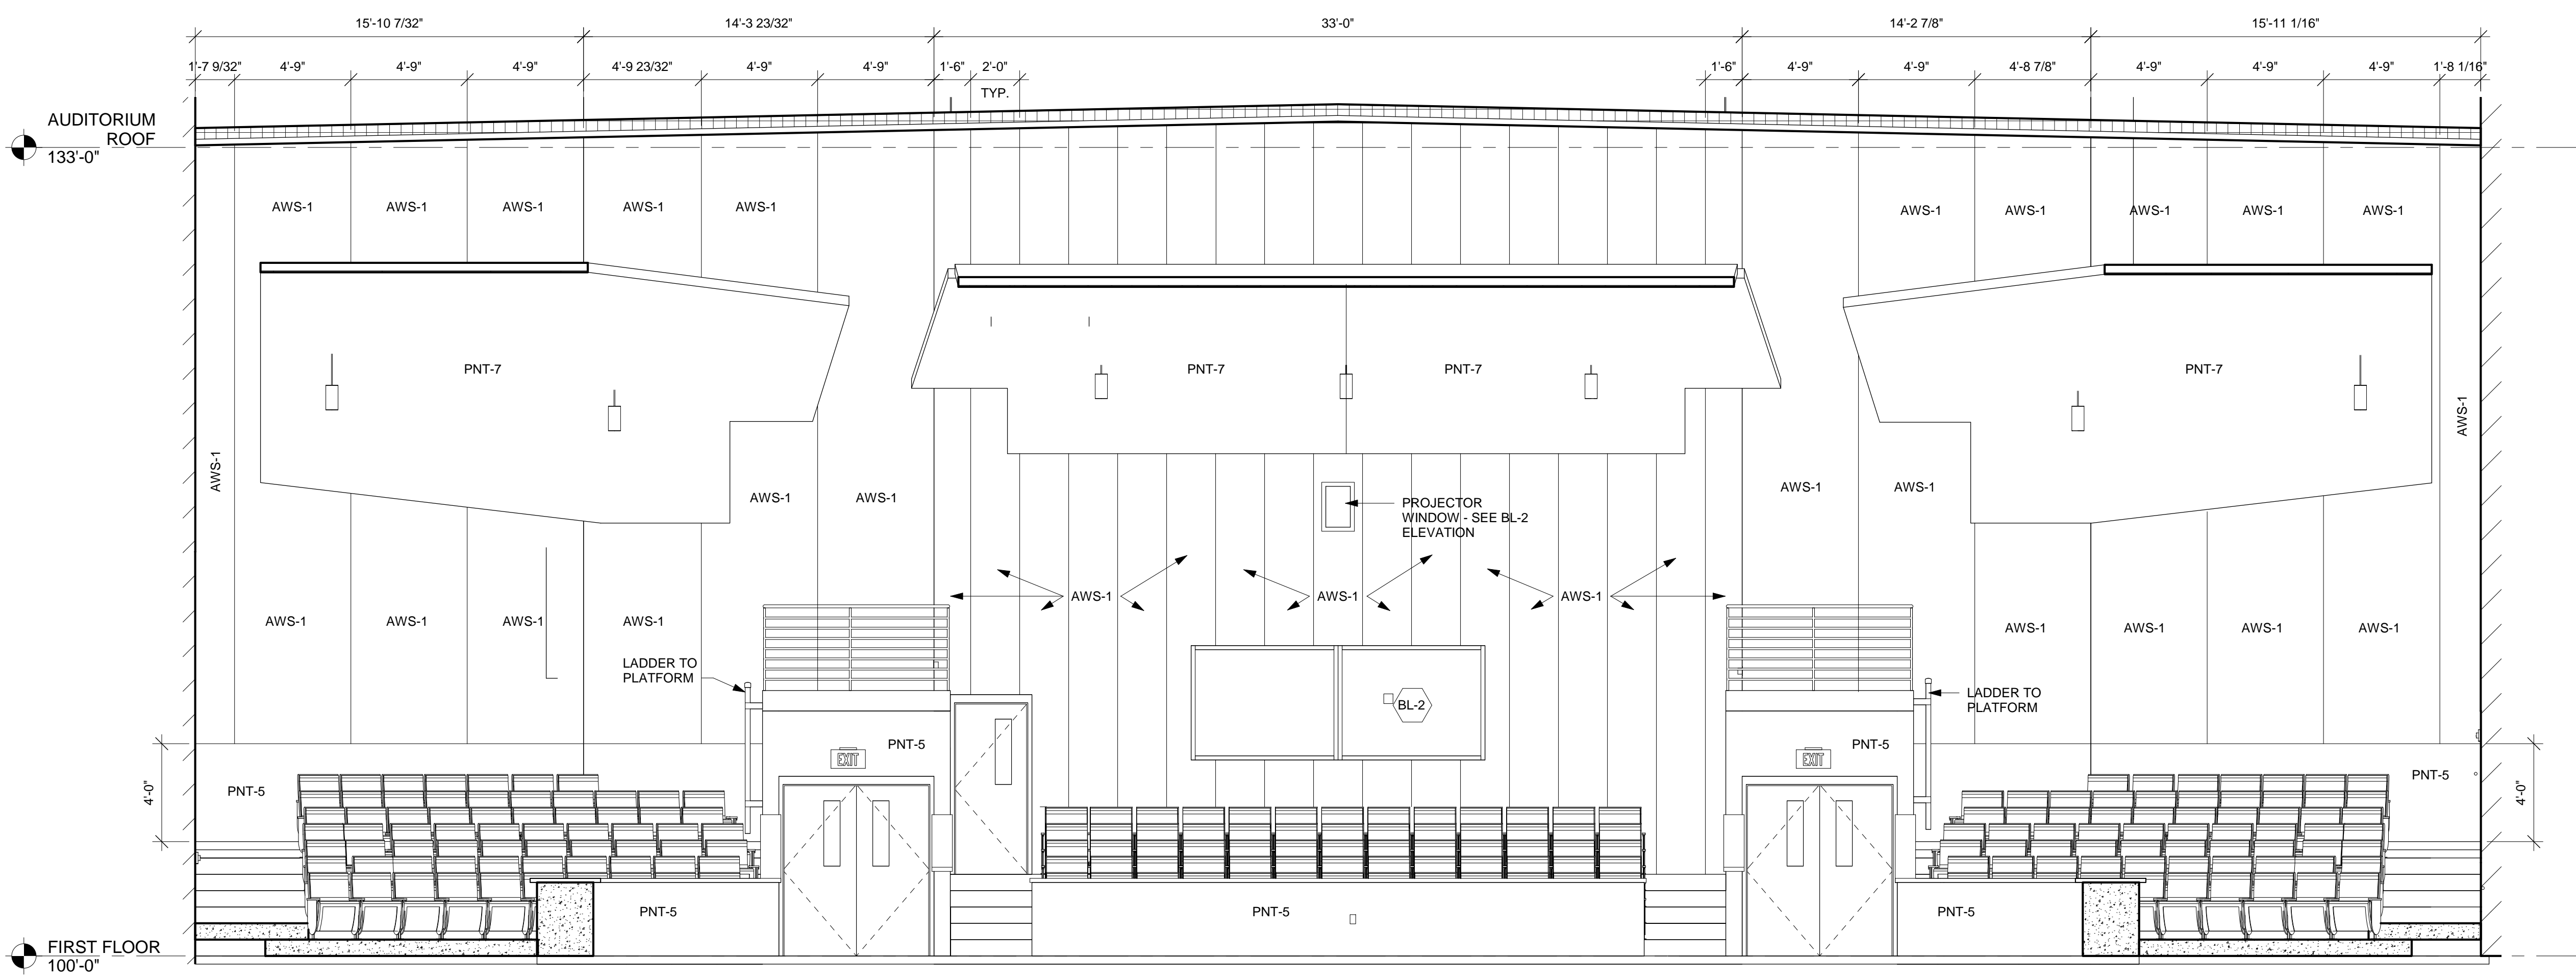 15'-10 7/32"
14'-3 23/32"
33'-0"
14'-2 7/8"
15'-11 1/16"
1'-7 9/32"
4'-9"
4'-9"
4'-9"
4'-9 23/32"
4'-9"
4'-9"
1'-6"
2'-0"
TYP.
1'-6"
4'-9"
4'-9"
4'-8 7/8"
4'-9"
4'-9"
4'-9"
1'-8 1/16"
AUDITORIUM
ROOF
133'-0"
AWS-1
AWS-1
AWS-1
AWS-1
AWS-1
AWS-1
AWS-1
AWS-1
AWS-1
AWS-1
PNT-7
PNT-7
PNT-7
PNT-7
AWS-1
AWS-1
AWS-1
AWS-1
AWS-1
AWS-1
PROJECTOR
WINDOW - SEE BL-2
ELEVATION
AWS-1
AWS-1
AWS-1
AWS-1
AWS-1
AWS-1
AWS-1
AWS-1
AWS-1
AWS-1
AWS-1
LADDER TO
PLATFORM
LADDER TO
PLATFORM
BL-2
PNT-5
PNT-5
EXIT
EXIT
4'-0"
PNT-5
PNT-5
4'-0"
PNT-5
PNT-5
PNT-5
FIRST FLOOR
100'-0"